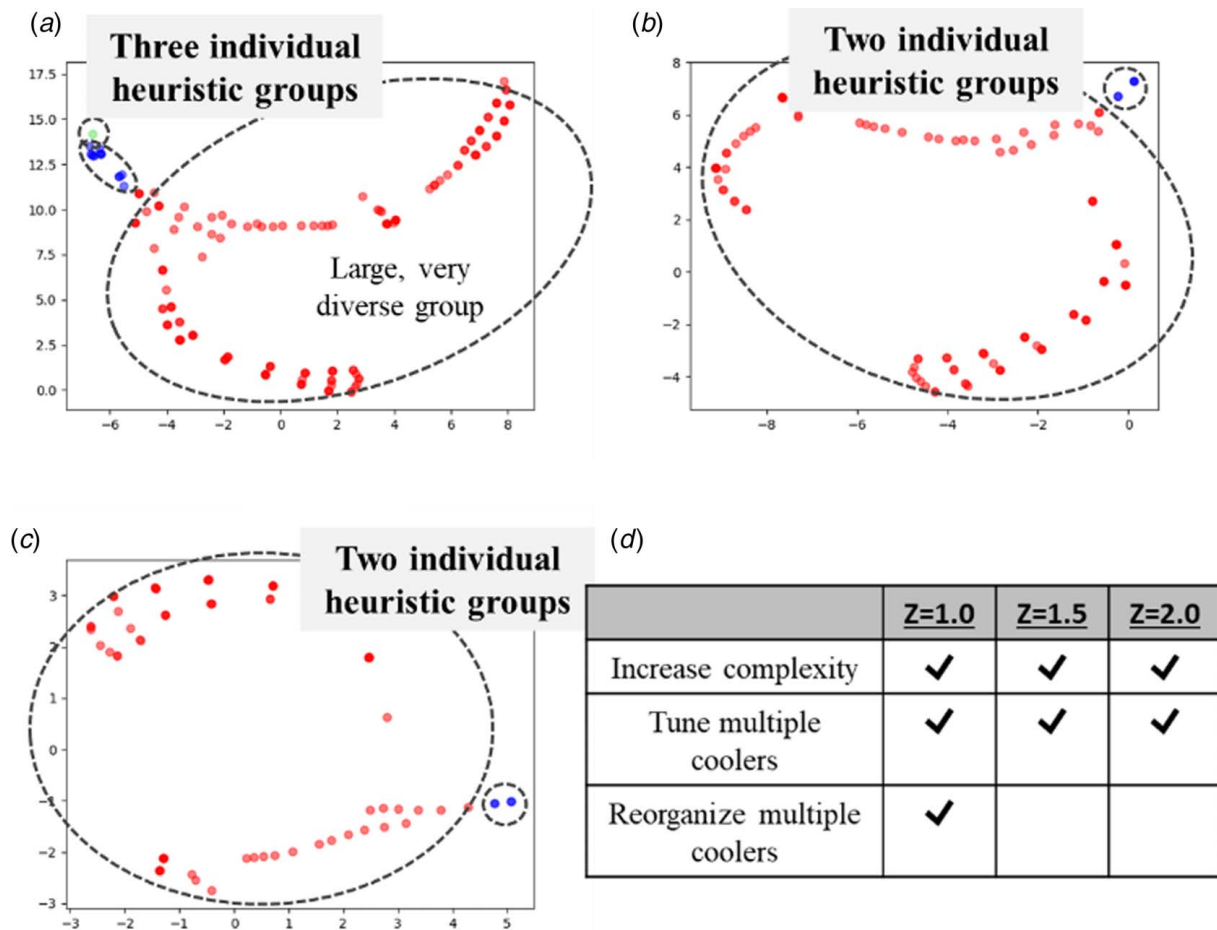 (a)
Three individual
heuristic groups
17.5
15.0
12.5
10.0
7.5
5.0
2.5
0.0
Large, very
diverse group
−6 −4 −2 0 2 4 6 8
(b)
Two individual
heuristic groups
8
6
4
2
0
−2
−4
−8 −6 −4 −2 0
(c)
Two individual
heuristic groups
3
2
1
0
−1
−2
−3
−3 −2 −1 0 1 2 3 4 5
(d)
Z=1.0 Z=1.5 Z=2.0
Increase complexity ✓ ✓ ✓
Tune multiple
coolers ✓ ✓ ✓
Reorganize multiple
coolers ✓